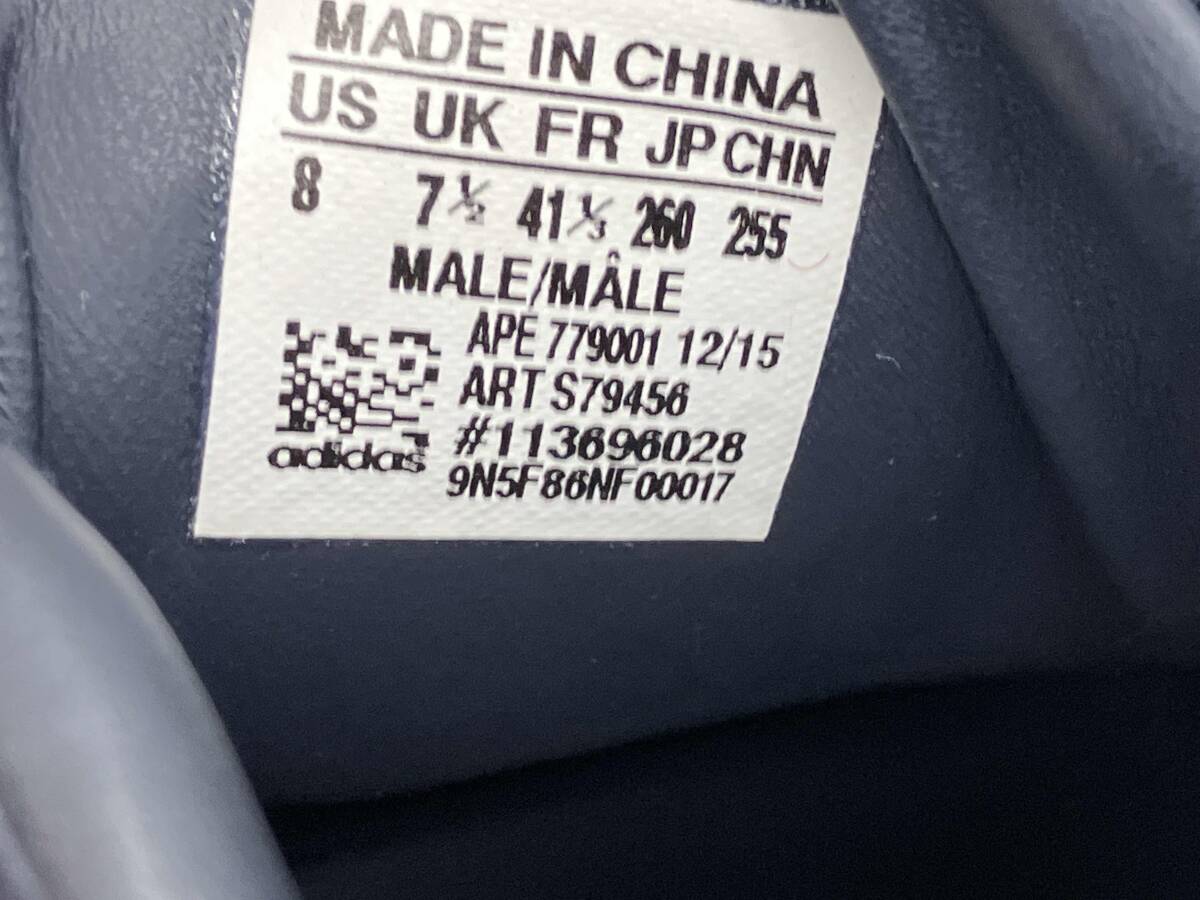 MADE IN CHINA
US UK FR JP CHN
8 7½ 41⅓ 260 255
MALE/MÂLE
APE 779001 12/15
ART S79456
#113696028
adidas
9N5F86NF00017